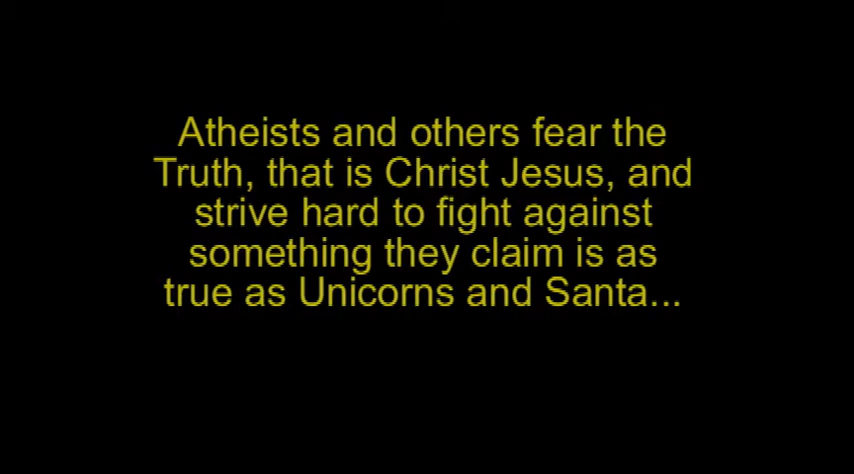 Atheists and others fear the
Truth, that is Christ Jesus, and
strive hard to fight against
something they claim is as
true as Unicorns and Santa...